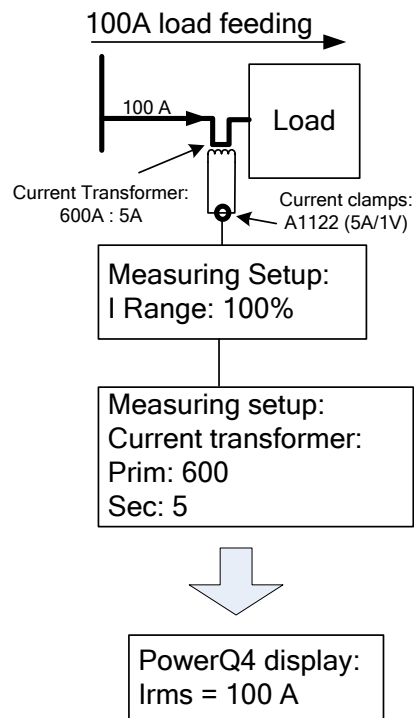 100A load feeding
100 A
Load
Current Transformer:
600A : 5A
Current clamps:
A1122 (5A/1V)
Measuring Setup:
I Range: 100%
Measuring setup:
Current transformer:
Prim: 600
Sec: 5
PowerQ4 display:
Irms = 100 A